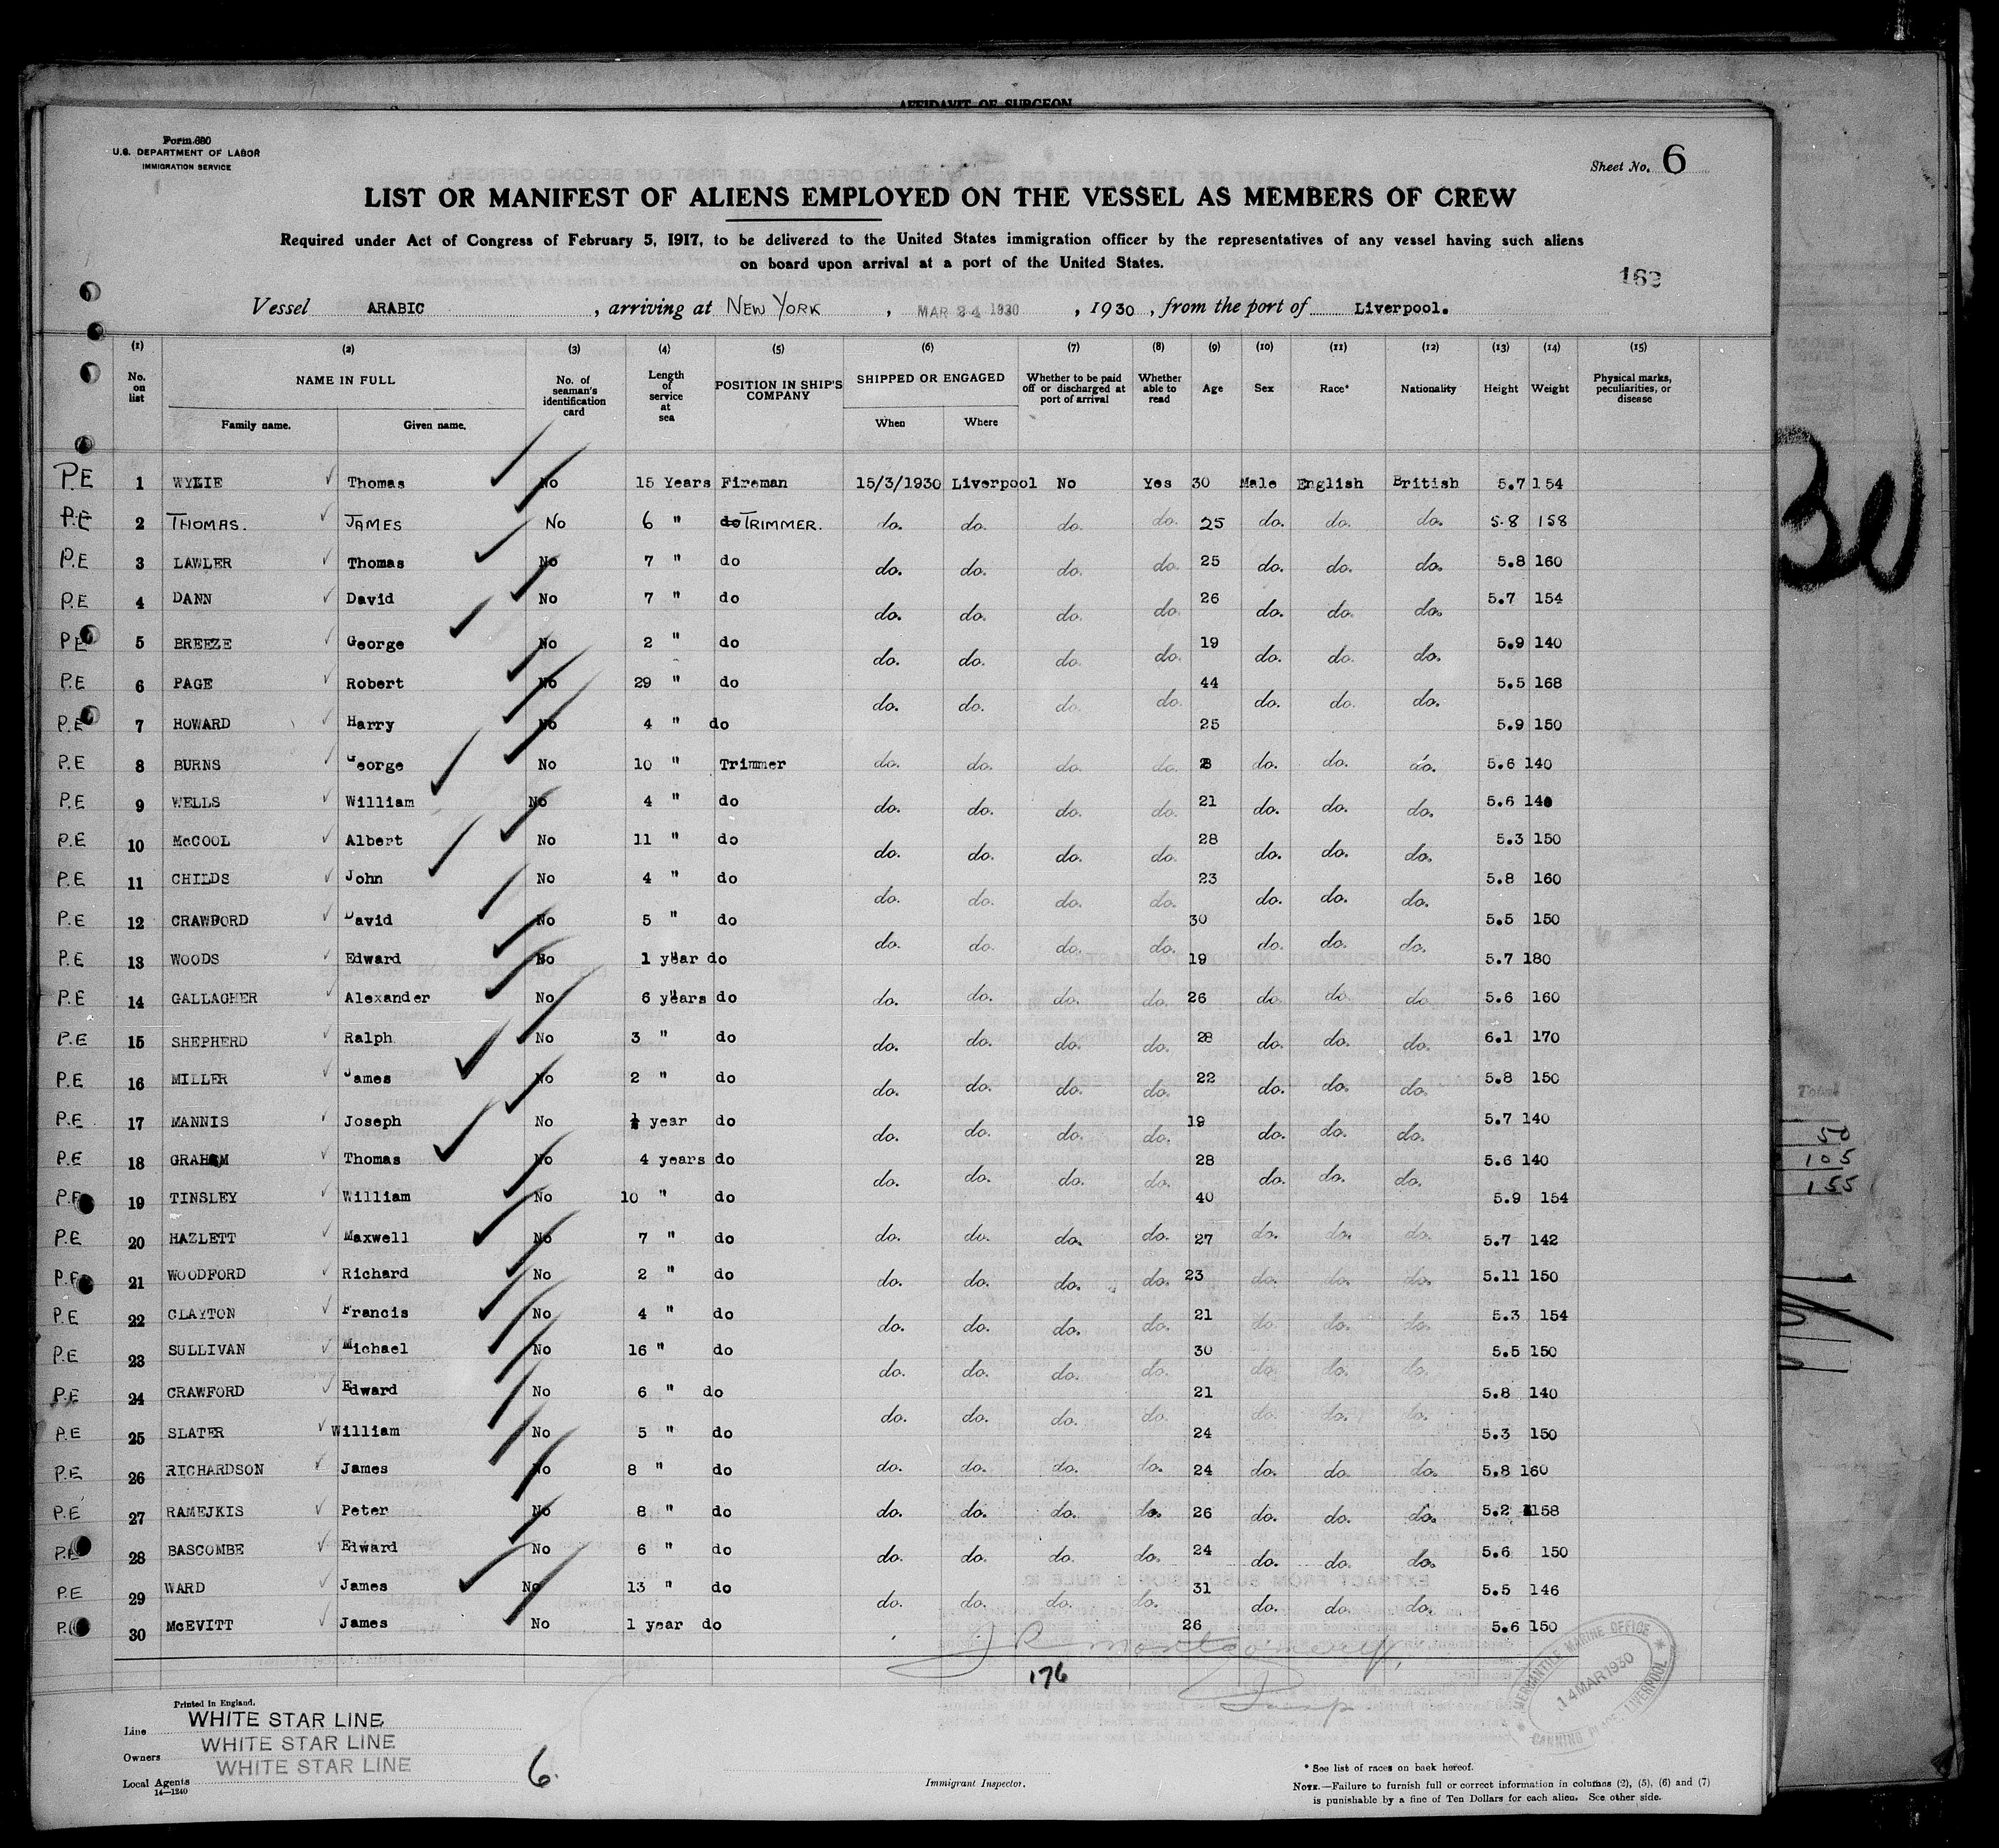 AFFIDAVIT OF SURGEON
Form 680
U.S. DEPARTMENT OF LABOR
IMMIGRATION SERVICE
Sheet No. 6
LIST OR MANIFEST OF ALIENS EMPLOYED ON THE VESSEL AS MEMBERS OF CREW
Required under Act of Congress of February 5, 1917, to be delivered to the United States immigration officer by the representatives of any vessel having such aliens
on board upon arrival at a port of the United States.
162
Vessel ARABIC , arriving at NEW YORK , MAR 24 1930 , 1930 , from the port of Liverpool.
(1) (2) (3) (4) (5) (6) (7) (8) (9) (10) (11) (12) (13) (14) (15)
No. on list NAME IN FULL Family name. Given name. No. of seaman's identification card Length of service at sea POSITION IN SHIP'S COMPANY SHIPPED OR ENGAGED When Where Whether to be paid off or discharged at port of arrival Whether able to read Age Sex Race* Nationality Height Weight Physical marks, peculiarities, or disease
P.E 1 WYLIE Thomas No 15 Years Fireman 15/3/1930 Liverpool No Yes 30 Male English British 5.7 154
P.E 2 THOMAS. JAMES No 6 " do TRIMMER. do. do. do. do. 25 do. do. do. 5.8 158
P.E 3 LAWLER Thomas No 7 " do do. do. do. do. 25 do. do. do. 5.8 160
P.E 4 DANN David No 7 " do do. do. do. do. 26 do. do. do. 5.7 154
P.E 5 BREEZE George No 2 " do do. do. do. do. 19 do. do. do. 5.9 140
P.E 6 PAGE Robert No 29 " do do. do. do. do. 44 do. do. do. 5.5 168
P.E 7 HOWARD Harry No 4 " do 25 5.9 150
P.E 8 BURNS George No 10 " Trimmer do. do. do. do. do. do. do. 5.6 140
P.E 9 WELLS William No 4 " do do. do. do. do. 21 do. do. do. 5.6 140
P.E 10 McCOOL Albert No 11 " do do. do. do. do. 28 do. do. do. 5.3 150
P.E 11 CHILDS John No 4 " do do. do. do. do. 23 do. do. do. 5.8 160
P.E 12 CRAWFORD David No 5 " do do. do. do. do. 30 do. do. do. 5.5 150
P.E 13 WOODS Edward No 1 year do 19 5.7 180
P.E 14 GALLAGHER Alexander No 6 years do do. do. do. do. 26 do. do. do. 5.6 160
P.E 15 SHEPHERD Ralph No 3 " do do. do. do. do. 28 do. do. do. 6.1 170
P.E 16 MILLER James No 2 " do do. do. do. do. 22 do. do. do. 5.8 150
P.E 17 MANNIS Joseph No year do do. do. do. do. 19 do. do. do. 5.7 140
P.E 18 GRAHAM Thomas No 4 years do do. do. do. do. 28 do. do. do. 5.6 140
P.E 19 TINSLEY William No 10 " do 40 5.9 154
P.E 20 HAZLETT Maxwell No 7 " do do. do. do. do. 27 do. do. do. 5.7 142
P.E 21 WOODFORD Richard No 2 " do do. do. do. do. 23 do. do. do. 5.11 150
P.E 22 CLAYTON Francis No 4 " do do. do. do. do. 21 do. do. do. 5.3 154
P.E 23 SULLIVAN Michael No 16 " do do. do. do. do. 30 do. do. do. 5.5 150
P.E 24 CRAWFORD Edward No 6 " do do. do. do. do. 21 do. do. do. 5.8 140
P.E 25 SLATER William No 5 " do 24 5.3 150
P.E 26 RICHARDSON James No 8 " do do. do. do. do. 24 do. do. do. 5.8 160
P.E 27 RAMEJKIS Peter No 8 " do do. do. do. do. 26 do. do. do. 5.2 158
P.E 28 BASCOMBE Edward No 6 " do do. do. do. do. 24 do. do. do. 5.6 150
P.E 29 WARD James No 13 " do do. do. do. do. 31 do. do. do. 5.5 146
P.E 30 McEVITT James No 1 year do 26 5.6 150
J R Montgomery,
176
MERCANTILE MARINE OFFICE
14 MAR 1930
CANNING PLACE, LIVERPOOL
Printed in England.
Line WHITE STAR LINE
Owners WHITE STAR LINE
Local Agents WHITE STAR LINE
14—1240
6.
Immigrant Inspector.
* See list of races on back hereof.
NOTE.—Failure to furnish full or correct information in columns (2), (5), (6) and (7)
is punishable by a fine of Ten Dollars for each alien. See other side.
Total
50
105
155